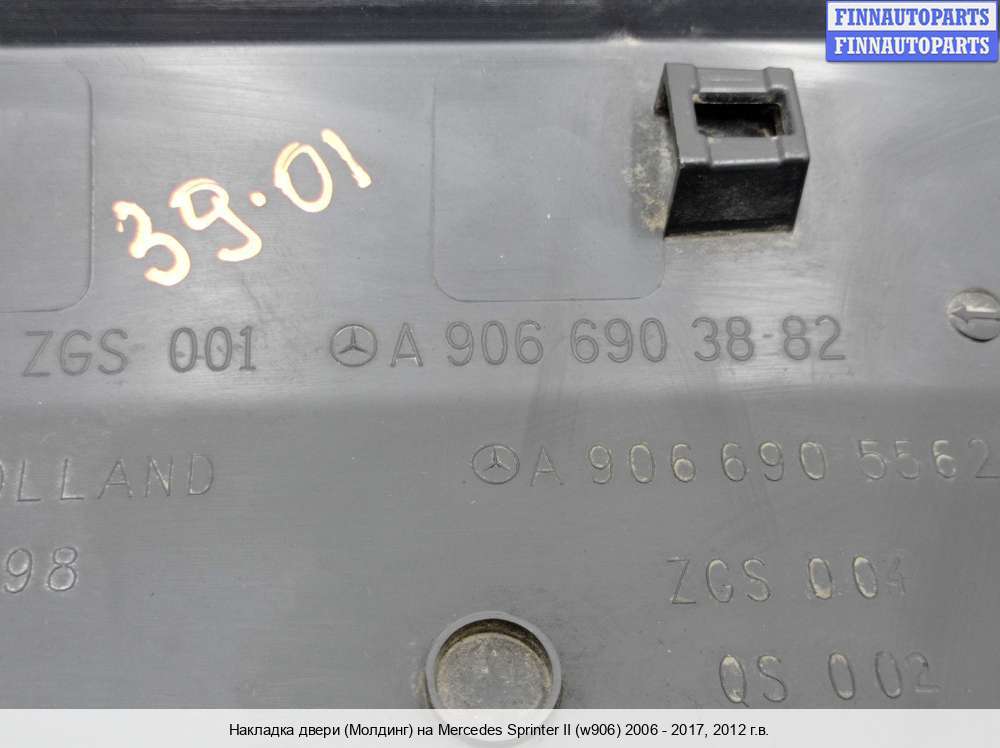 FINNAUTOPARTS
FINNAUTOPARTS
39.01
ZGS 001 A 906 690 38 82
A 906 690 5562
98
ZGS 004
QS 002
Накладка двери (Молдинг) на Mercedes Sprinter II (w906) 2006 - 2017, 2012 г.в.